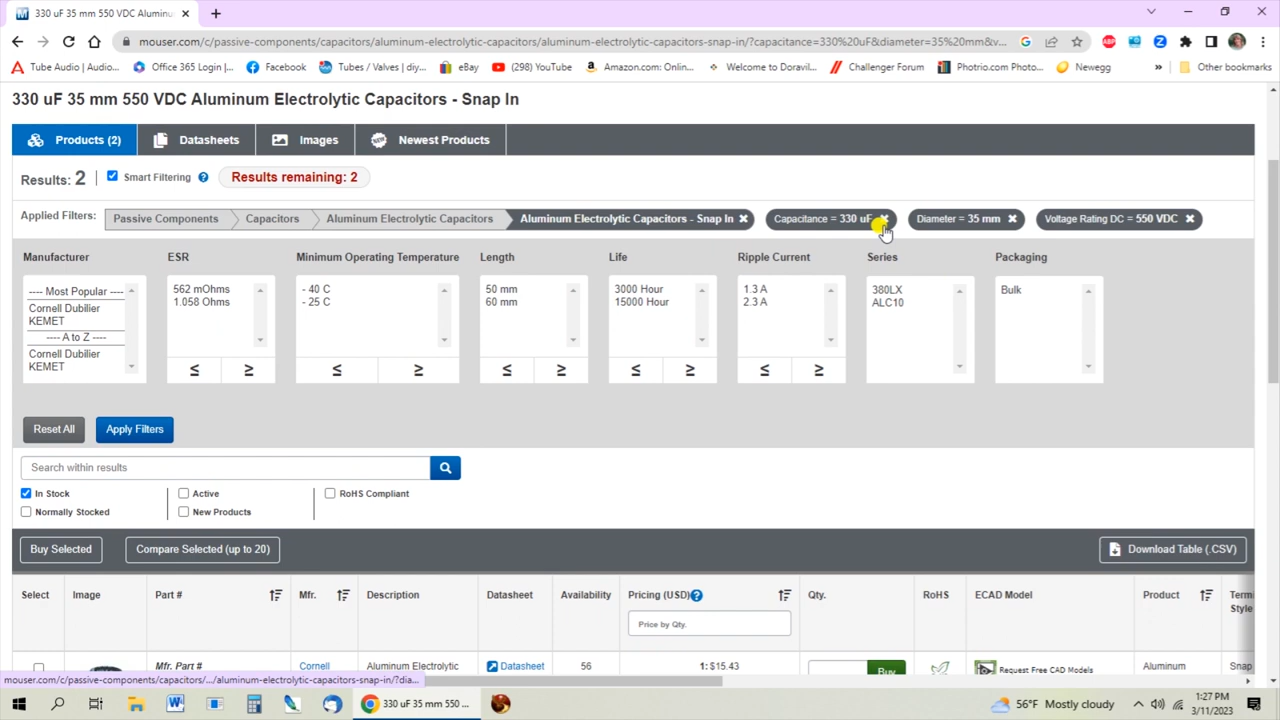 330 uF 35 mm 550 VDC Aluminum
mouser.com/c/passive-components/capacitors/aluminum-electrolytic-capacitors/aluminum-electrolytic-capacitors-snap-in/?capacitance=330%20uF&diameter=35%20mm&v...
Tube Audio | Audio... Office 365 Login |... Facebook Tubes / Valves | diy... eBay (298) YouTube Amazon.com: Onlin... Welcome to Doravil... Challenger Forum Photrio.com Photo... Newegg » Other bookmarks
330 uF 35 mm 550 VDC Aluminum Electrolytic Capacitors - Snap In
Products (2) Datasheets Images NEW Newest Products
Results: 2 Smart Filtering ? Results remaining: 2
Applied Filters: Passive Components Capacitors Aluminum Electrolytic Capacitors Aluminum Electrolytic Capacitors - Snap In Capacitance = 330 uF Diameter = 35 mm Voltage Rating DC = 550 VDC
Manufacturer ESR Minimum Operating Temperature Length Life Ripple Current Series Packaging
---- Most Popular ---- 562 mOhms - 40 C 50 mm 3000 Hour 1.3 A 380LX Bulk
Cornell Dubilier 1.058 Ohms - 25 C 60 mm 15000 Hour 2.3 A ALC10
KEMET
---- A to Z ----
Cornell Dubilier
KEMET
≤ ≥ ≤ ≥ ≤ ≥ ≤ ≥ ≤ ≥
Reset All Apply Filters
Search within results
In Stock Active RoHS Compliant
Normally Stocked New Products
Buy Selected Compare Selected (up to 20) Download Table (.CSV)
Select Image Part # Mfr. Description Datasheet Availability Pricing (USD) ? Qty. RoHS ECAD Model Product Termi
Style
Price by Qty.
Mfr. Part # Cornell Aluminum Electrolytic Datasheet 56 1: $15.43 Buy Request Free CAD Models Aluminum Snap
mouser.com/c/passive-components/capacitors/.../aluminum-electrolytic-capacitors-snap-in/?dia...
330 uF 35 mm 550 ... 56°F Mostly cloudy 1:27 PM
3/11/2023